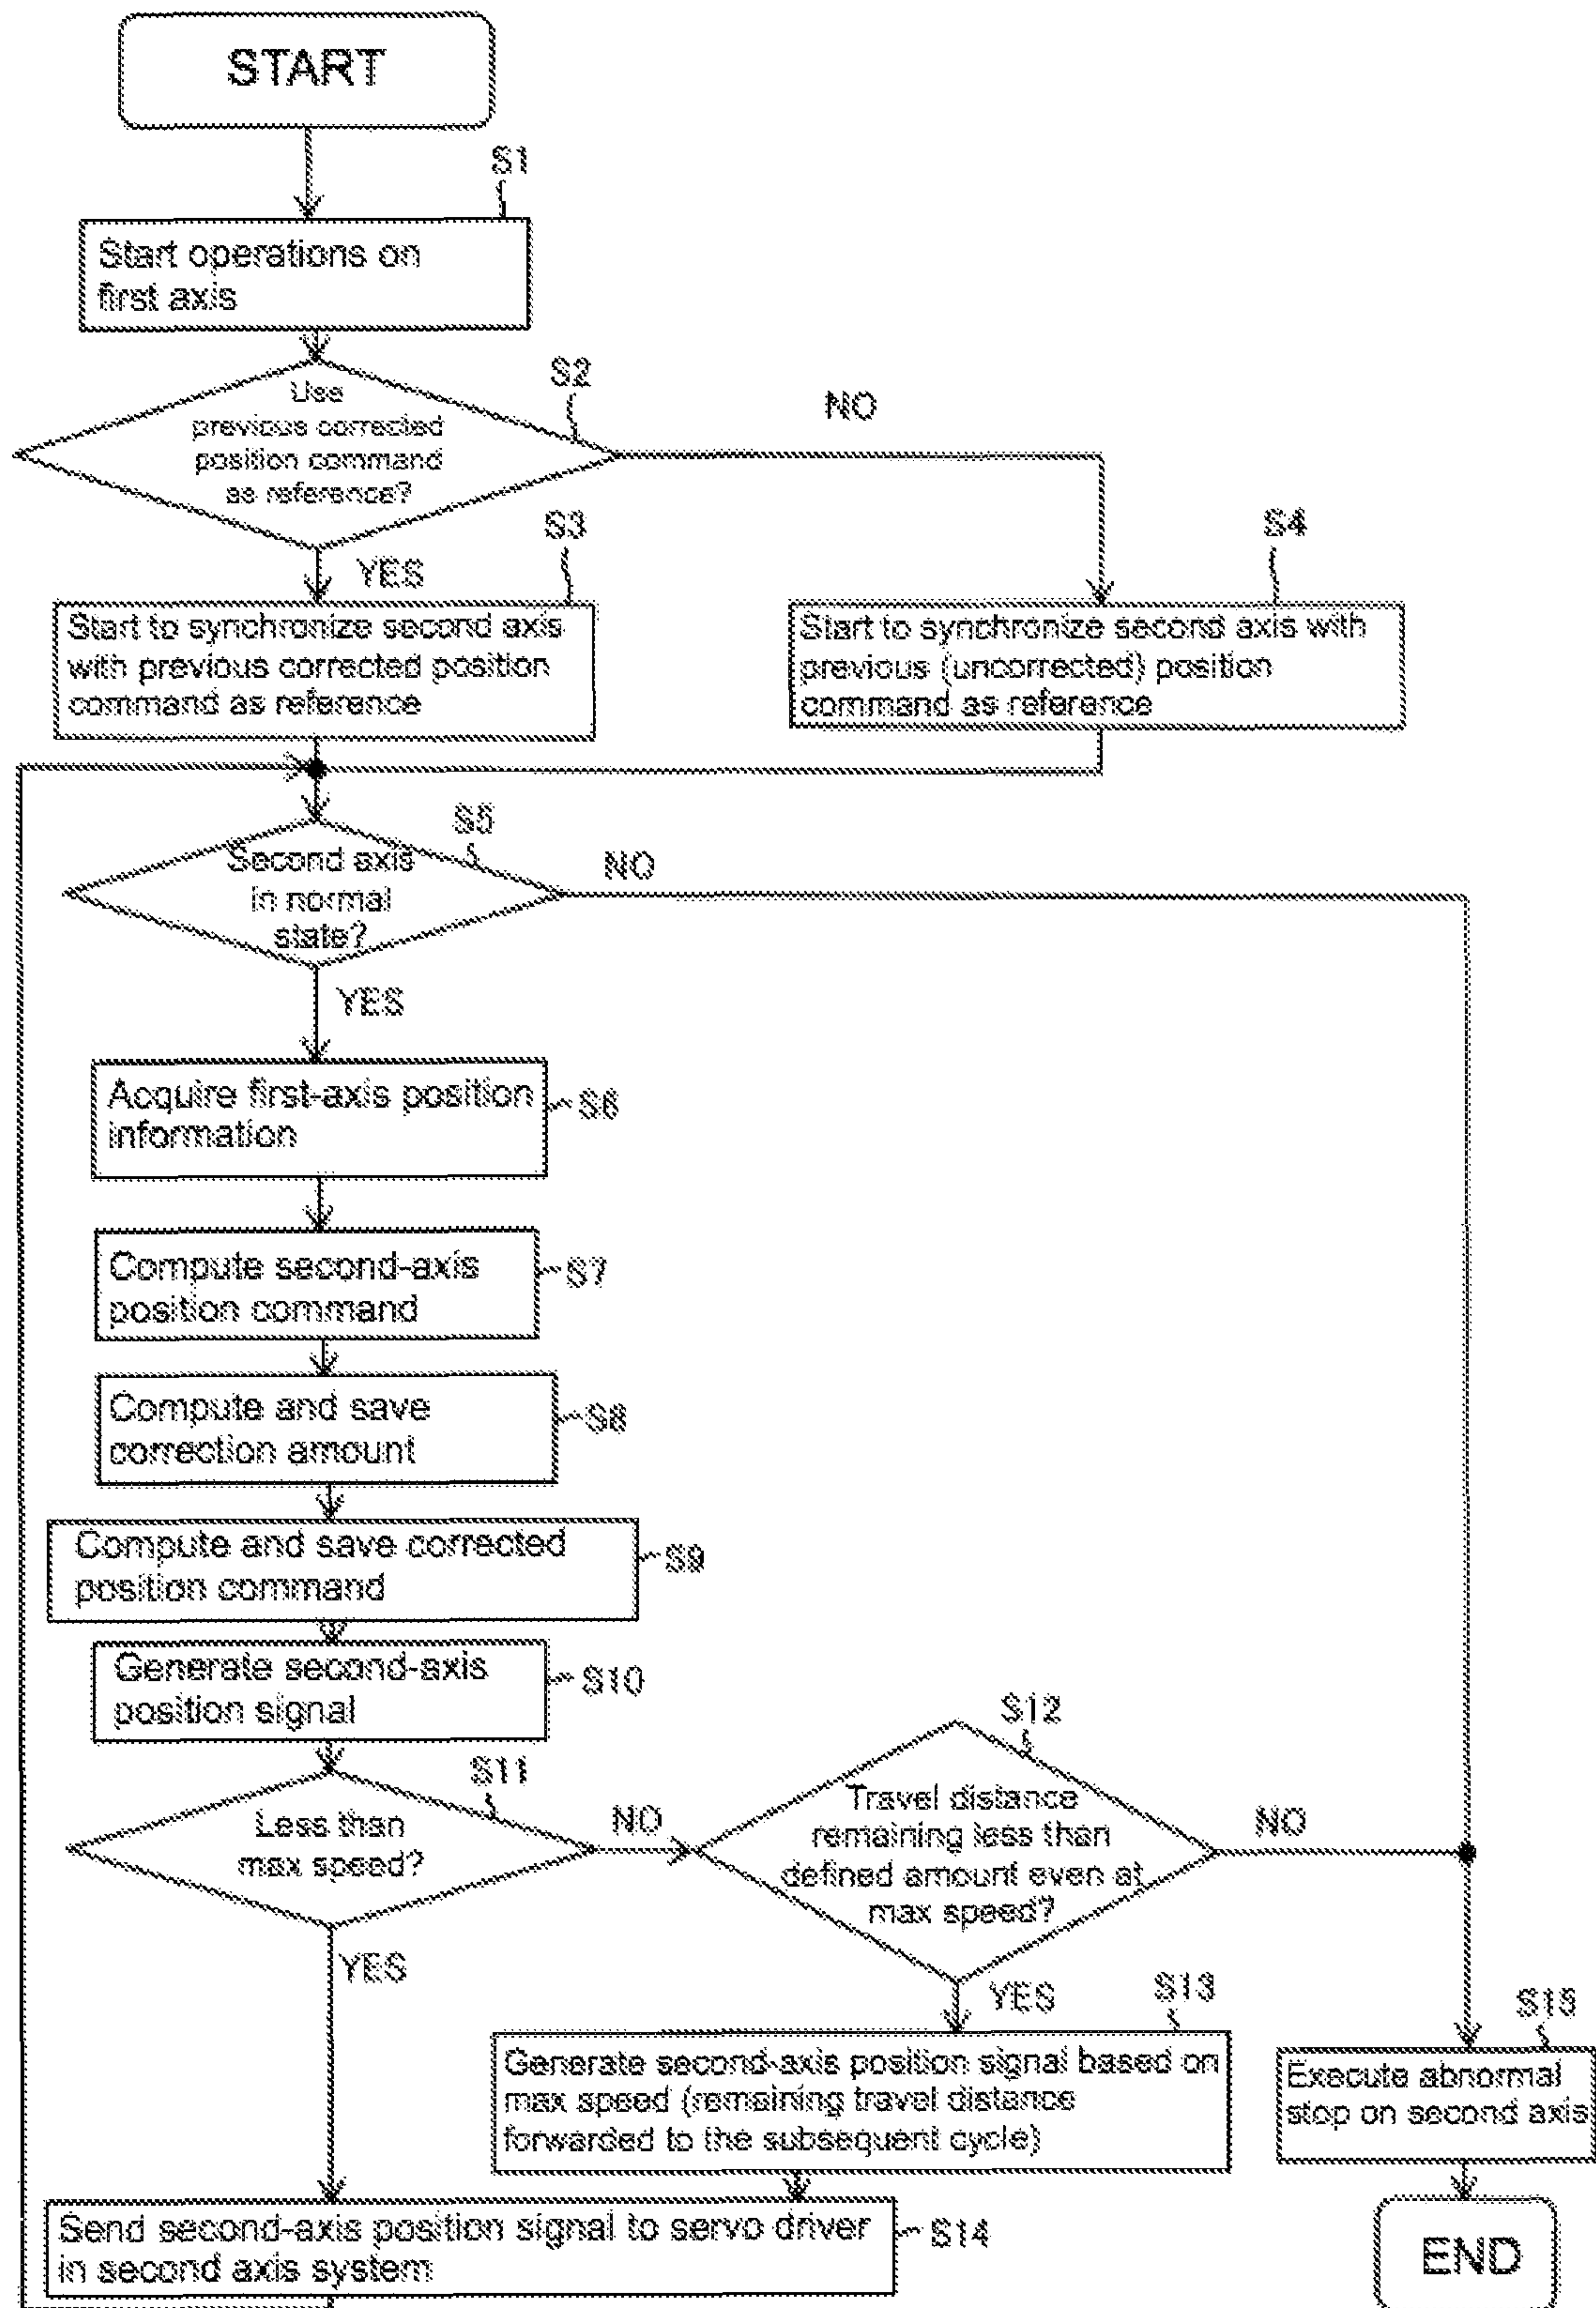 START
S1
Start operations on
first axis
S2
Use
previous corrected
position command
as reference?
NO
YES
S3
Start to synchronize second axis
with previous corrected position
command as reference
S4
Start to synchronize second axis with
previous (uncorrected) position
command as reference
S5
Second axis
in normal
state?
NO
YES
Acquire first-axis position
information
S6
Compute second-axis
position command
S7
Compute and save
correction amount
S8
Compute and save corrected
position command
S9
Generate second-axis
position signal
S10
S11
Less than
max speed?
NO
YES
S12
Travel distance
remaining less than
defined amount even at
max speed?
NO
YES
S13
Generate second-axis position signal based on
max speed (remaining travel distance
forwarded to the subsequent cycle)
S15
Execute abnormal
stop on second axis
Send second-axis position signal to servo driver
in second axis system
S14
END